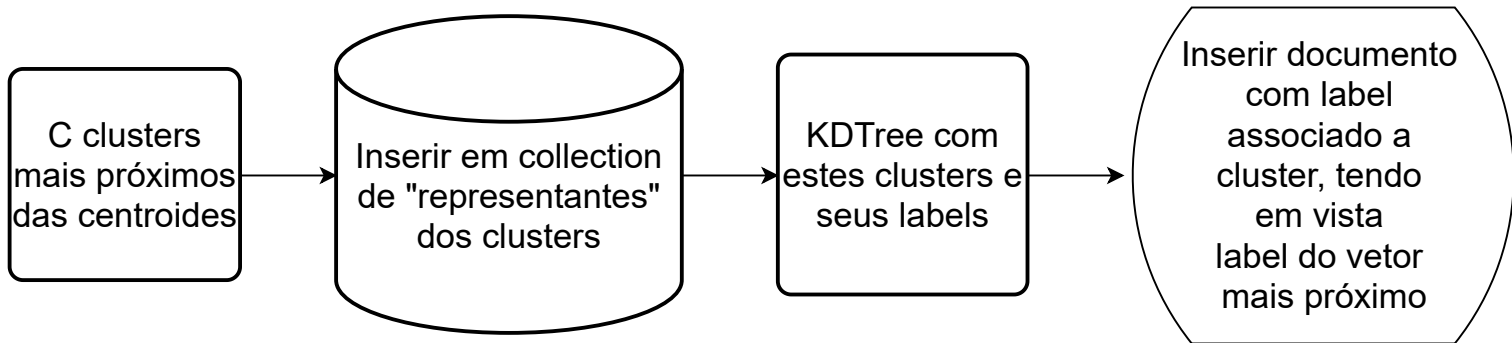 C clusters
mais próximos
das centroides
Inserir em collection
de "representantes"
dos clusters
KDTree com
estes clusters e
seus labels
Inserir documento
com label
associado a
cluster, tendo
em vista
label do vetor
mais próximo